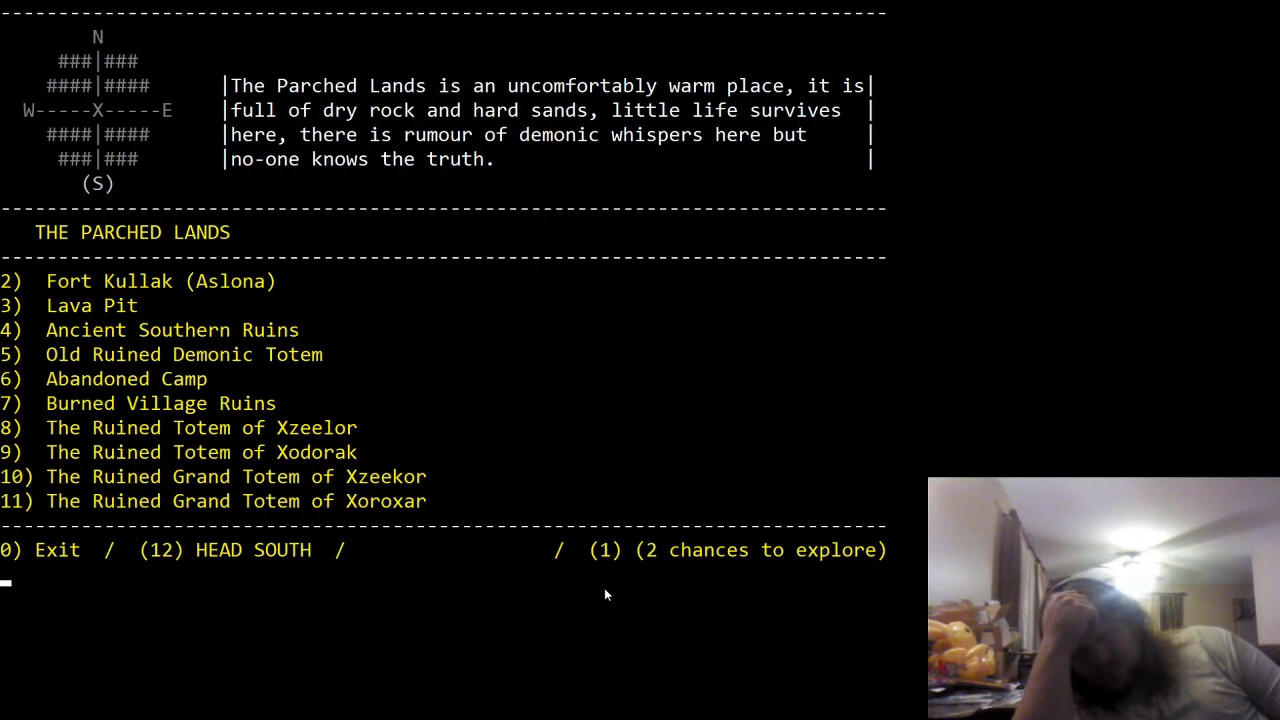 -----------------------------------------------------------------------------
N
###|###
####|####
W-----X-----E
####|####
###|###
(S)
|The Parched Lands is an uncomfortably warm place, it is|
|full of dry rock and hard sands, little life survives |
|here, there is rumour of demonic whispers here but |
|no-one knows the truth. |
-----------------------------------------------------------------------------
THE PARCHED LANDS
-----------------------------------------------------------------------------
2) Fort Kullak (Aslona)
3) Lava Pit
4) Ancient Southern Ruins
5) Old Ruined Demonic Totem
6) Abandoned Camp
7) Burned Village Ruins
8) The Ruined Totem of Xzeelor
9) The Ruined Totem of Xodorak
10) The Ruined Grand Totem of Xzeekor
11) The Ruined Grand Totem of Xoroxar
-----------------------------------------------------------------------------
0) Exit / (12) HEAD SOUTH / / (1) (2 chances to explore)